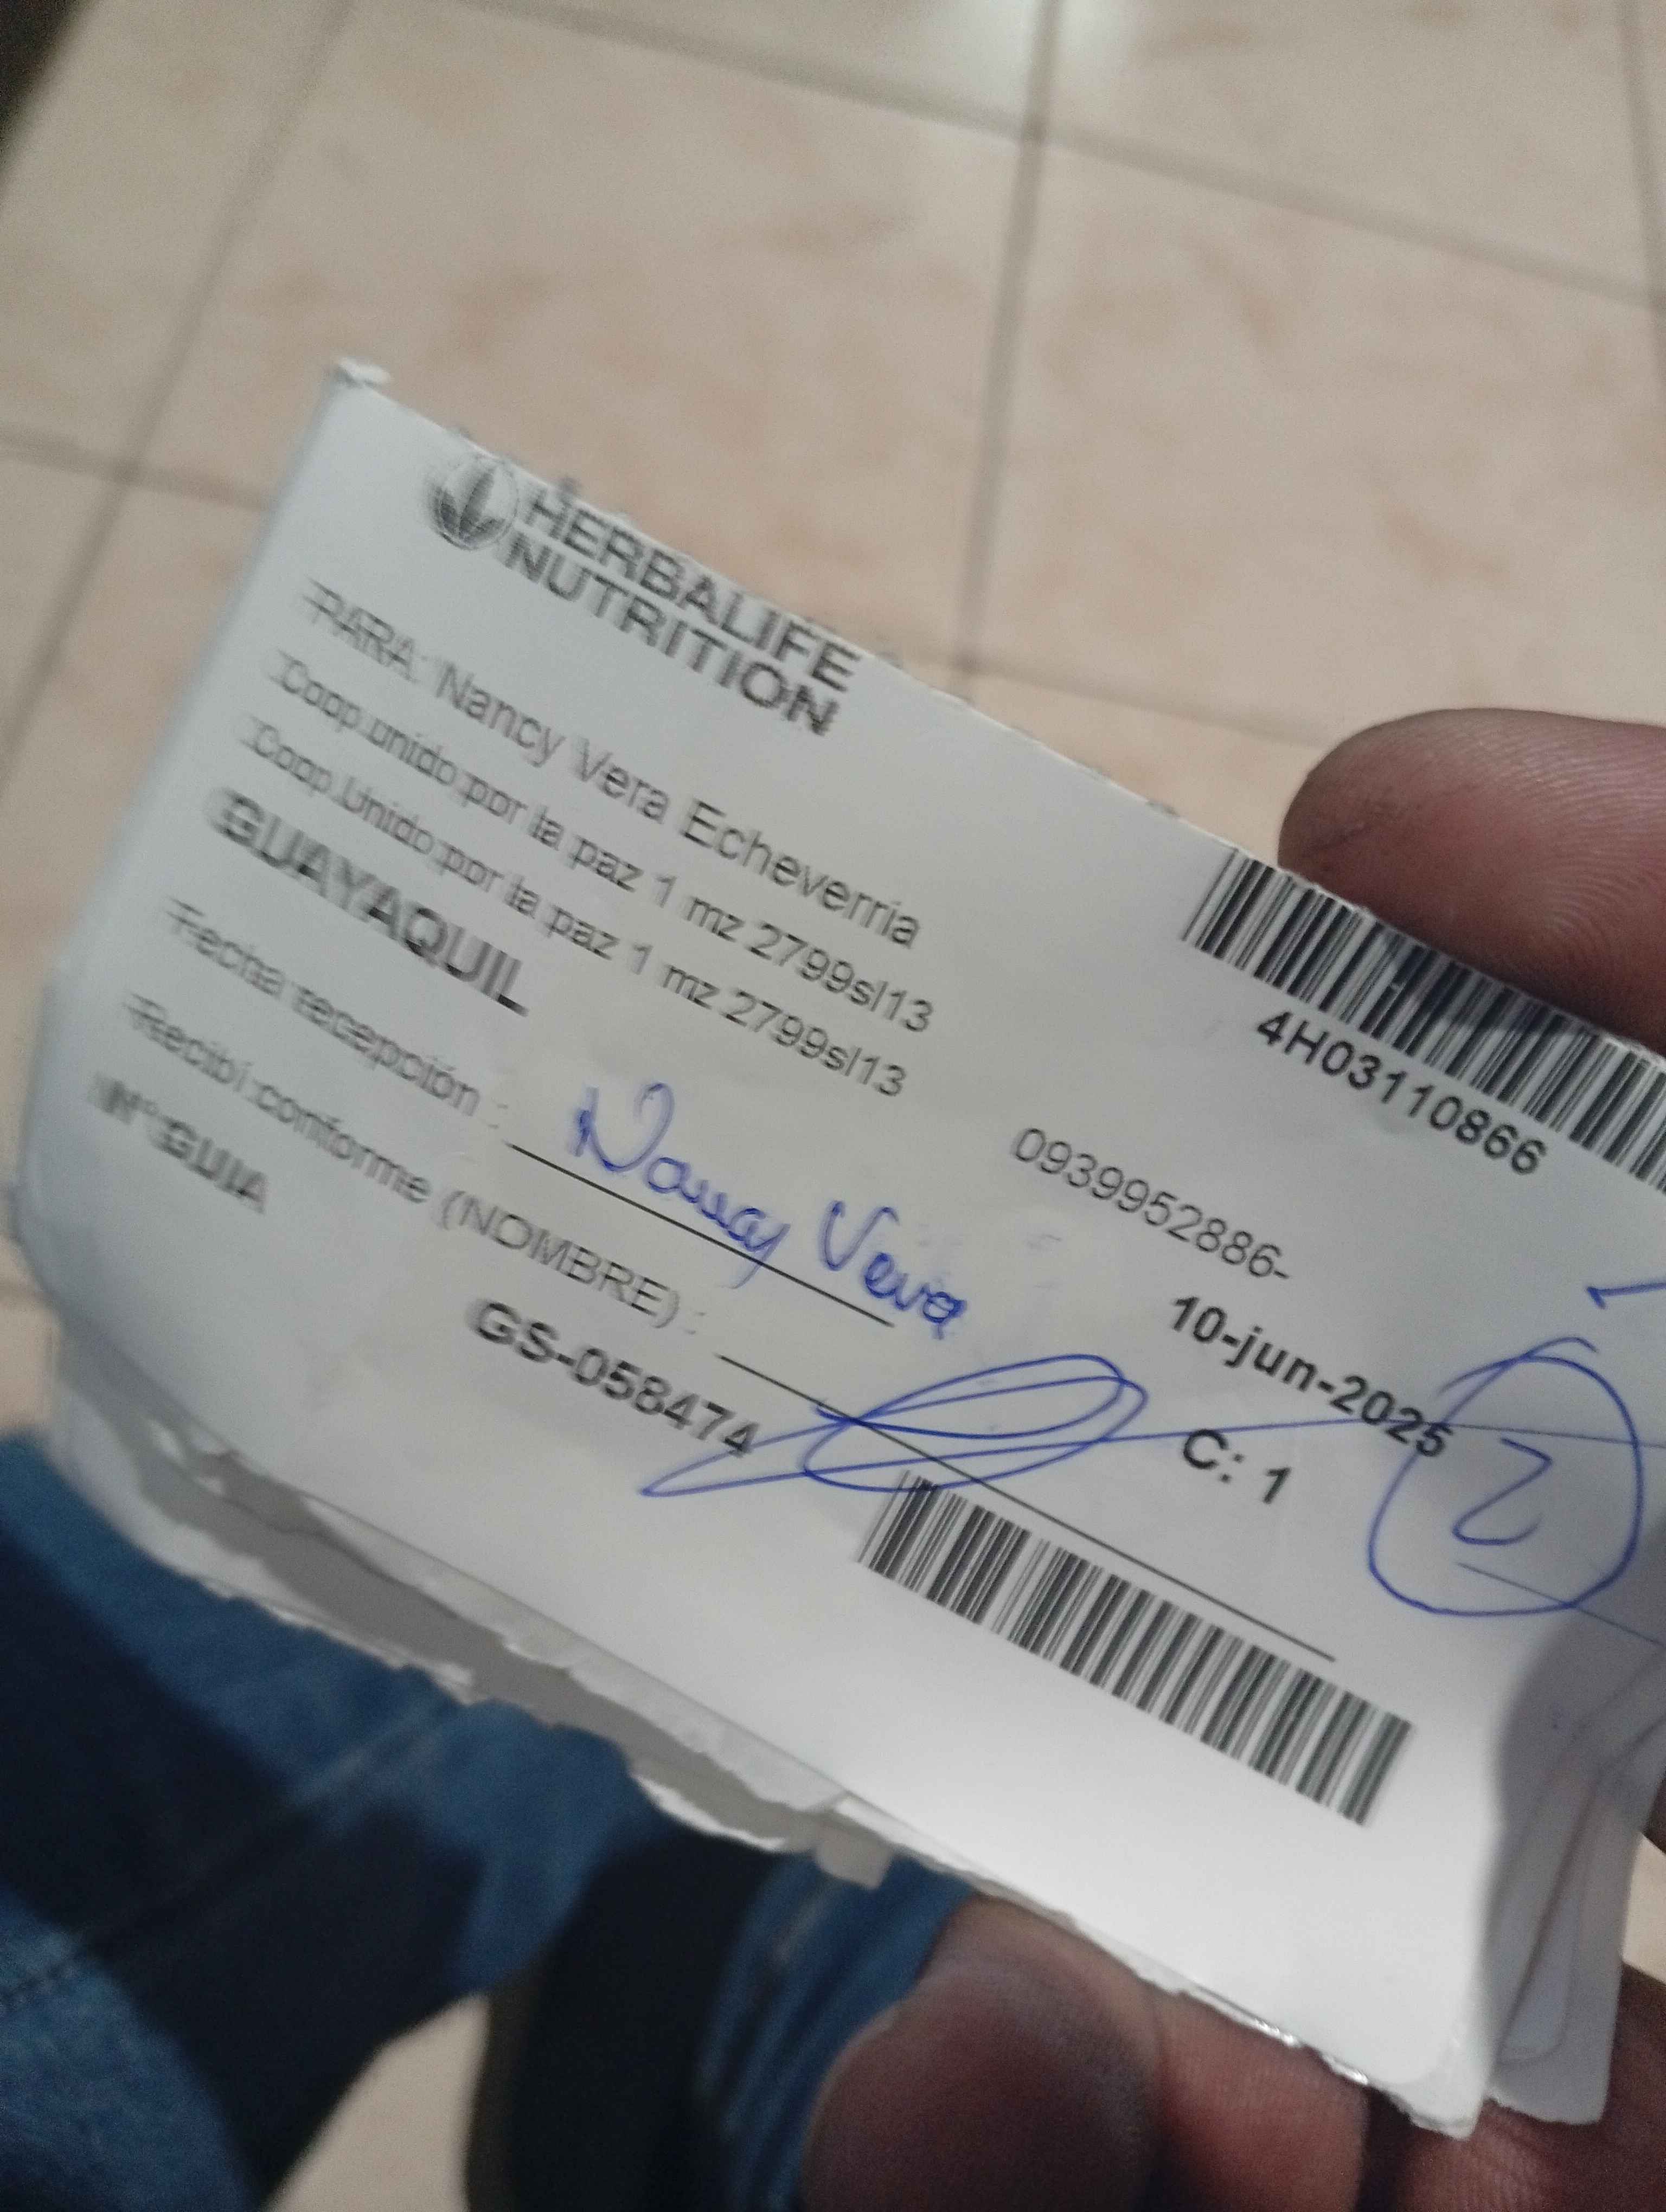 HERBALIFE
NUTRITION
4H03110866
PARA: Nancy Vera Echeverria
Coop unido por la paz 1 mz 2799sl13
Coop Unido por la paz 1 mz 2799sl13
GUAYAQUIL
0939952886-
Fecha recepción : Nancy Vera
10-jun-2025
Recibí conforme (NOMBRE) :
C: 1
2
N° GUIA GS-058474